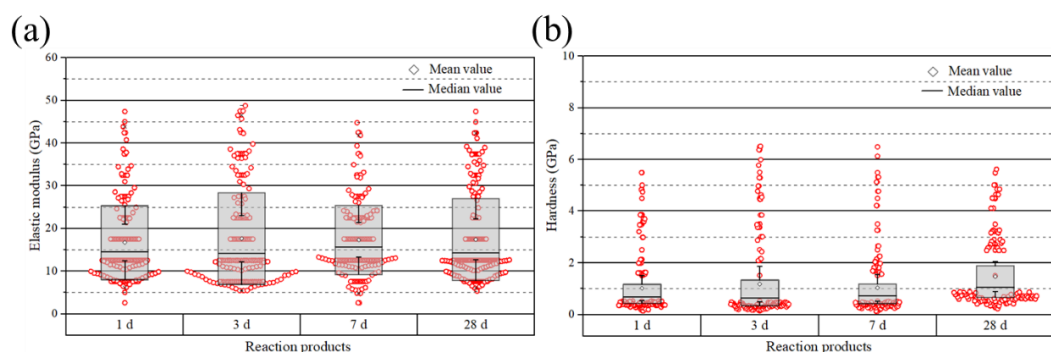 (a)
60
50
40
30
20
10
0
Elastic modulus (GPa)
Mean value
Median value
1 d
3 d
7 d
28 d
Reaction products
(b)
10
8
6
4
2
0
Hardness (GPa)
Mean value
Median value
1 d
3 d
7 d
28 d
Reaction products